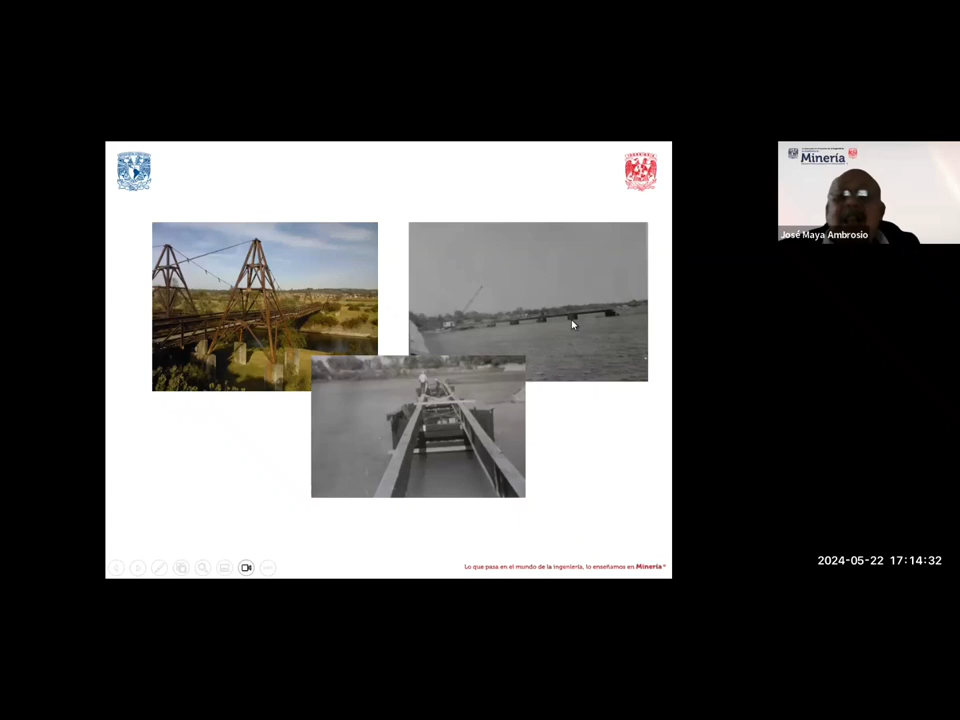 Minería
José Maya Ambrosio
2024-05-22 17:14:32
Lo que pasa en el mundo de la ingeniería, lo enseñamos en Minería